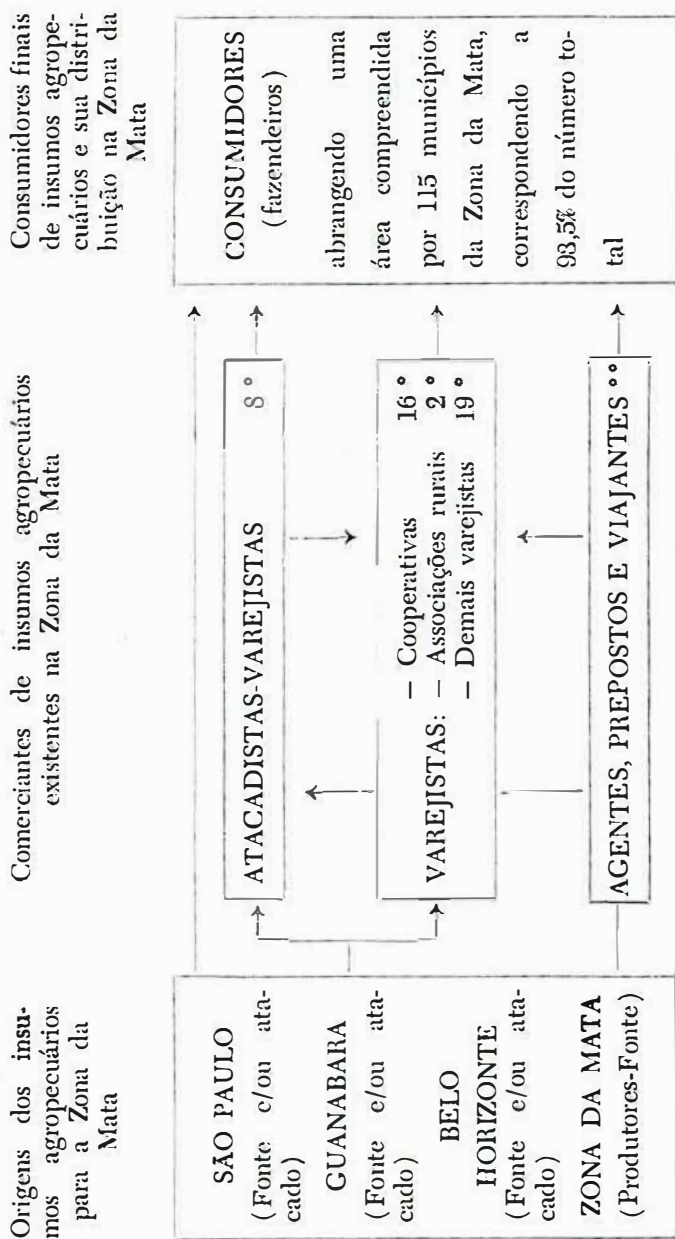 Origens dos insu-
mos agropecuários
para a Zona da
Mata
SÃO PAULO
(Fonte e/ou ata-
cado)
GUANABARA
(Fonte e/ou ata-
cado)
BELO
HORIZONTE
(Fonte e/ou ata-
cado)
ZONA DA MATA
(Produtores-Fonte)
Comerciantes de insumos agropecuários
existentes na Zona da Mata
ATACADISTAS-VAREJISTAS 8 °
— Cooperativas 16 °
VAREJISTAS: — Associações rurais 2 °
— Demais varejistas 19 °
AGENTES, PREPOSTOS E VIAJANTES °°
Consumidores finais
de insumos agrope-
cuários e sua distri-
buição na Zona da
Mata
CONSUMIDORES
(fazendeiros)
abrangendo uma
área compreendida
por 115 municípios
da Zona da Mata,
correspondendo a
93,5% do número to-
tal